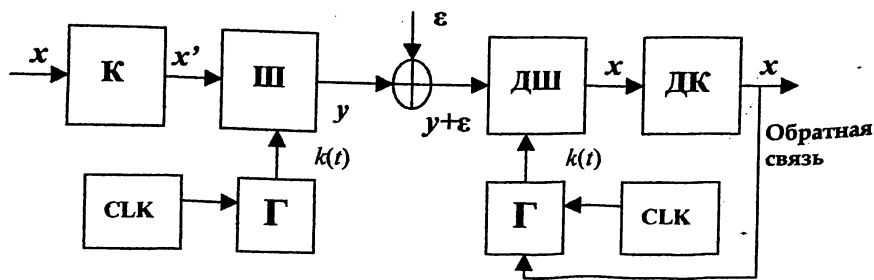 x
К
x’
Ш
y
ε
y+ε
ДШ
x
ДК
x
Обратная
связь
k(t)
k(t)
CLK
Г
Г
CLK